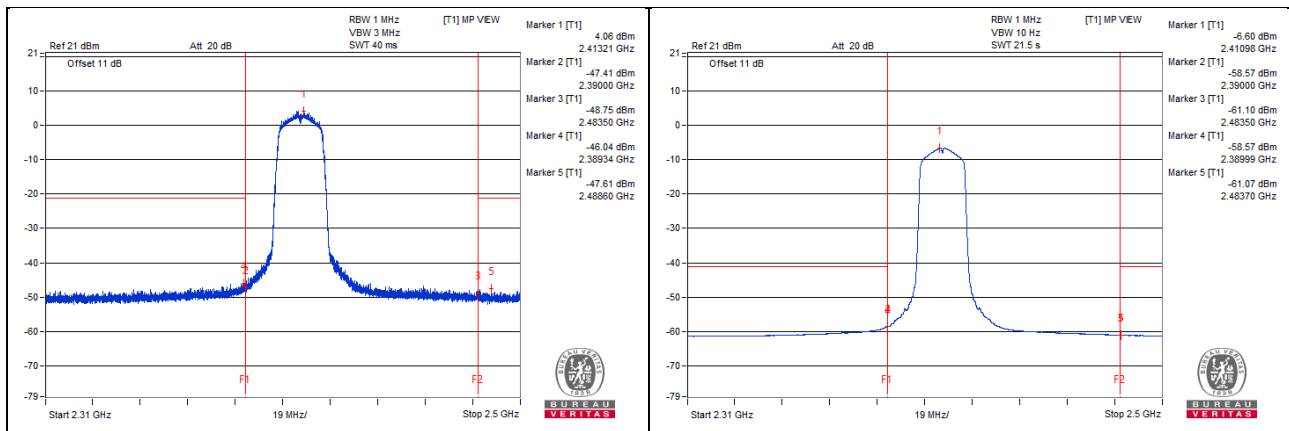 RBW 1 MHz [T1] MP VIEW
VBW 3 MHz
Ref 21 dBm Att 20 dB SWT 40 ms
Offset 11 dB
21
0
-10
-20
-30
-40
-50
-60
-70
-79
1
4
2
3
5
F1
F2
Start 2.31 GHz 19 MHz/ Stop 2.5 GHz
Marker 1 [T1]
4.06 dBm
2.41321 GHz
Marker 2 [T1]
-47.41 dBm
2.39000 GHz
Marker 3 [T1]
-48.75 dBm
2.48350 GHz
Marker 4 [T1]
-46.04 dBm
2.38934 GHz
Marker 5 [T1]
-47.61 dBm
2.48860 GHz
1828
BUREAU
VERITAS
RBW 1 MHz [T1] MP VIEW
VBW 10 Hz
Ref 21 dBm Att 20 dB SWT 21.5 s
Offset 11 dB
21
10
0
-10
-20
-30
-40
-50
-60
-70
-79
1
5
F1
F2
Start 2.31 GHz 19 MHz/ Stop 2.5 GHz
Marker 1 [T1]
-6.60 dBm
2.41098 GHz
Marker 2 [T1]
-58.57 dBm
2.39000 GHz
Marker 3 [T1]
-61.10 dBm
2.48350 GHz
Marker 4 [T1]
-58.57 dBm
2.38999 GHz
Marker 5 [T1]
-61.07 dBm
2.48370 GHz
1828
BUREAU
VERITAS